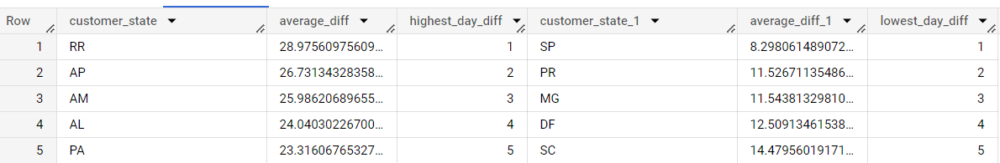 Row customer_state average_diff highest_day_diff customer_state_1 average_diff_1 lowest_day_diff
1 RR 28.97560975609... 1 SP 8.298061489072... 1
2 AP 26.73134328358... 2 PR 11.52671135486... 2
3 AM 25.98620689655... 3 MG 11.54381329810... 3
4 AL 24.04030226700... 4 DF 12.50913461538... 4
5 PA 23.31606765327... 5 SC 14.47956019171... 5